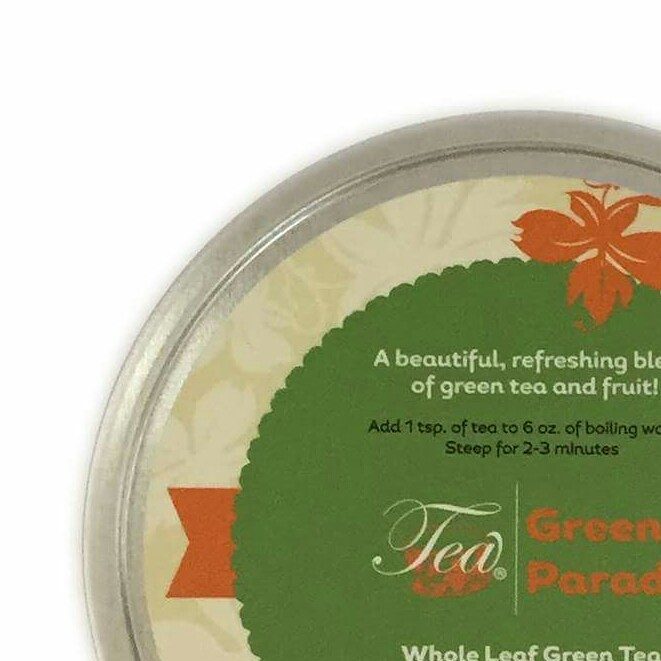 A beautiful, refreshing ble
of green tea and fruit!
Add 1 tsp. of tea to 6 oz. of boiling wa
Steep for 2-3 minutes
Tea®
Green
Parad
Whole Leaf Green Tea